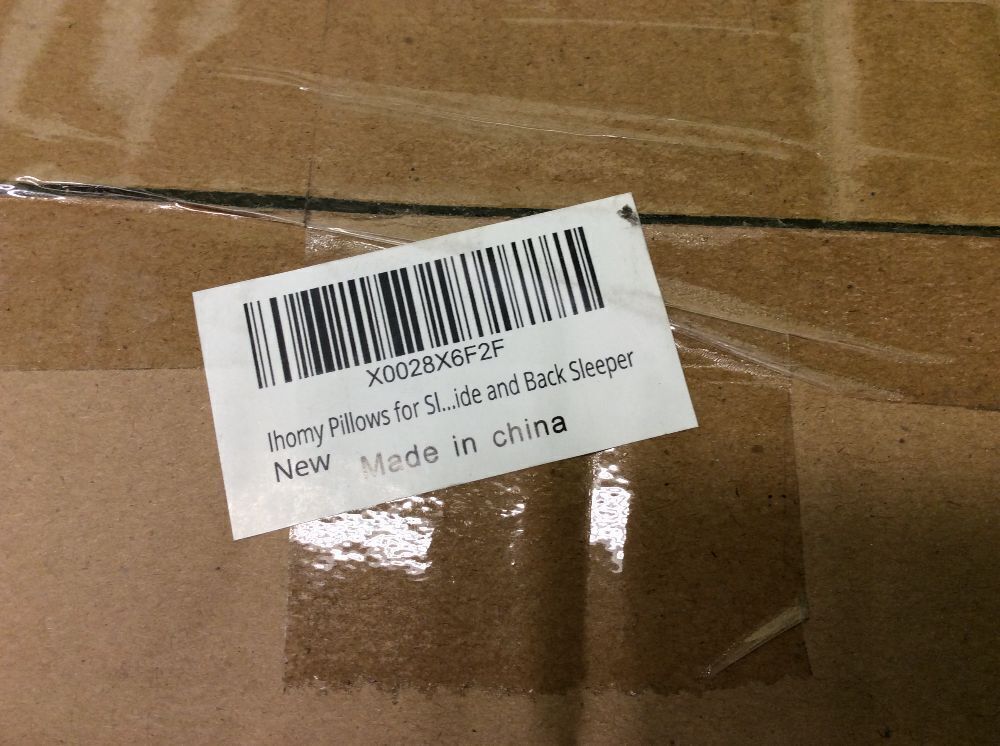 X0028X6F2F
Ihomy Pillows for Sl...ide and Back Sleeper
New Made in china